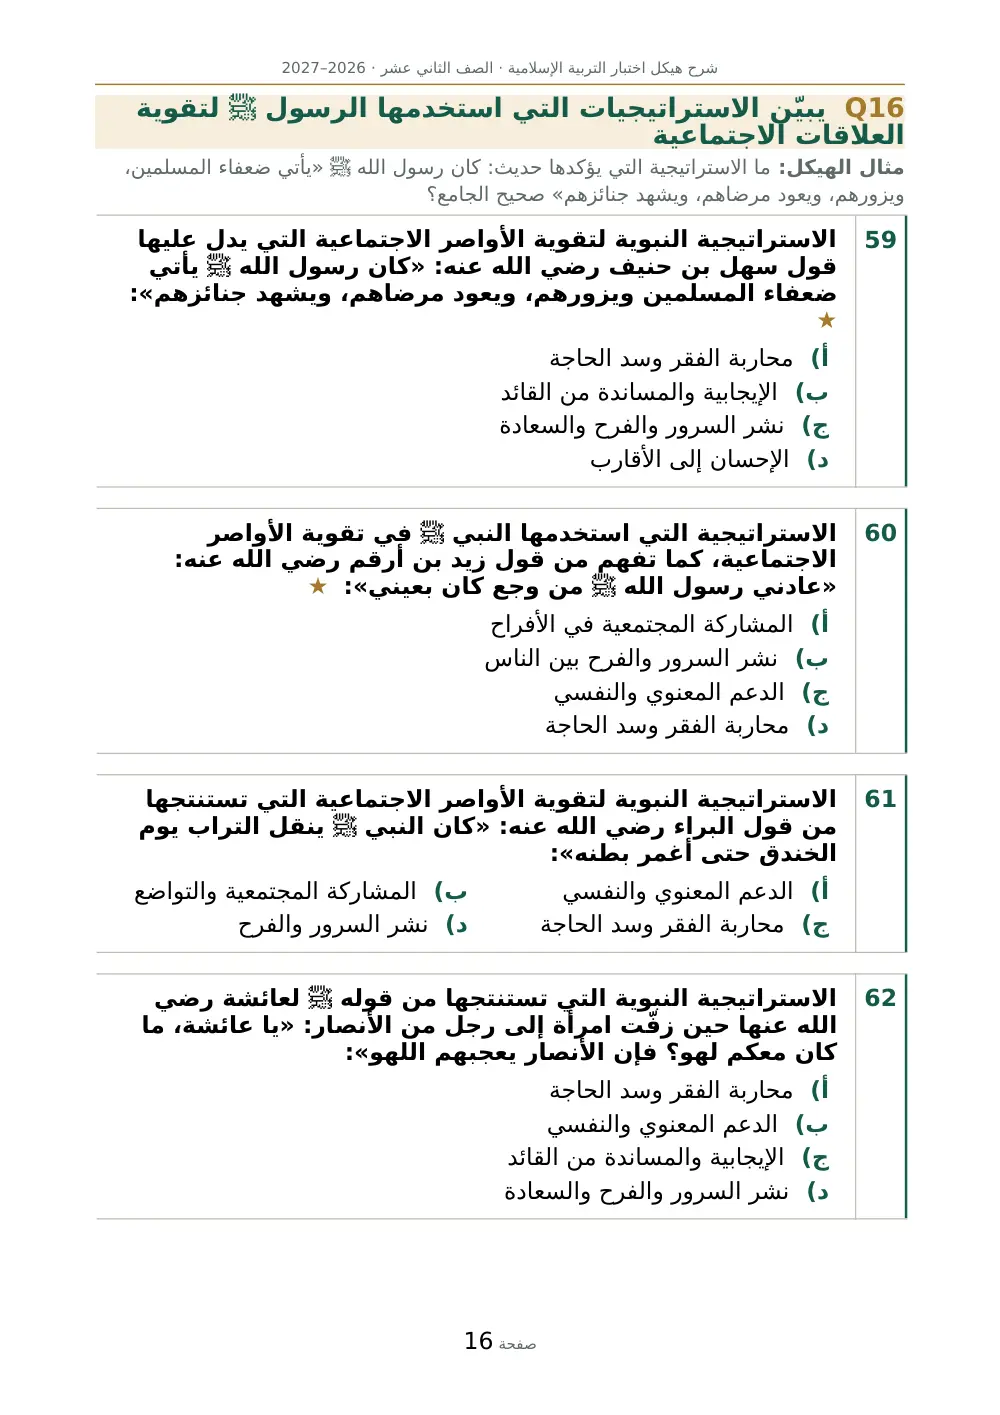 شرح هيكل اختبار التربية الإسلامية · الصف الثاني عشر · 2026–2027
Q16 يبيّن الاستراتيجيات التي استخدمها الرسول ﷺ لتقوية
العلاقات الاجتماعية
مثال الهيكل: ما الاستراتيجية التي يؤكدها حديث: كان رسول الله ﷺ «يأتي ضعفاء المسلمين،
ويزورهم، ويعود مرضاهم، ويشهد جنائزهم» صحيح الجامع؟
59 الاستراتيجية النبوية لتقوية الأواصر الاجتماعية التي يدل عليها
قول سهل بن حنيف رضي الله عنه: «كان رسول الله ﷺ يأتي
ضعفاء المسلمين ويزورهم، ويعود مرضاهم، ويشهد جنائزهم»:
★
أ) محاربة الفقر وسد الحاجة
ب) الإيجابية والمساندة من القائد
ج) نشر السرور والفرح والسعادة
د) الإحسان إلى الأقارب
60 الاستراتيجية التي استخدمها النبي ﷺ في تقوية الأواصر
الاجتماعية، كما تفهم من قول زيد بن أرقم رضي الله عنه:
«عادني رسول الله ﷺ من وجع كان بعيني»: ★
أ) المشاركة المجتمعية في الأفراح
ب) نشر السرور والفرح بين الناس
ج) الدعم المعنوي والنفسي
د) محاربة الفقر وسد الحاجة
61 الاستراتيجية النبوية لتقوية الأواصر الاجتماعية التي تستنتجها
من قول البراء رضي الله عنه: «كان النبي ﷺ ينقل التراب يوم
الخندق حتى أغمر بطنه»:
أ) الدعم المعنوي والنفسي ب) المشاركة المجتمعية والتواضع
ج) محاربة الفقر وسد الحاجة د) نشر السرور والفرح
62 الاستراتيجية النبوية التي تستنتجها من قوله ﷺ لعائشة رضي
الله عنها حين زفّت امرأة إلى رجل من الأنصار: «يا عائشة، ما
كان معكم لهو؟ فإن الأنصار يعجبهم اللهو»:
أ) محاربة الفقر وسد الحاجة
ب) الدعم المعنوي والنفسي
ج) الإيجابية والمساندة من القائد
د) نشر السرور والفرح والسعادة
صفحة 16